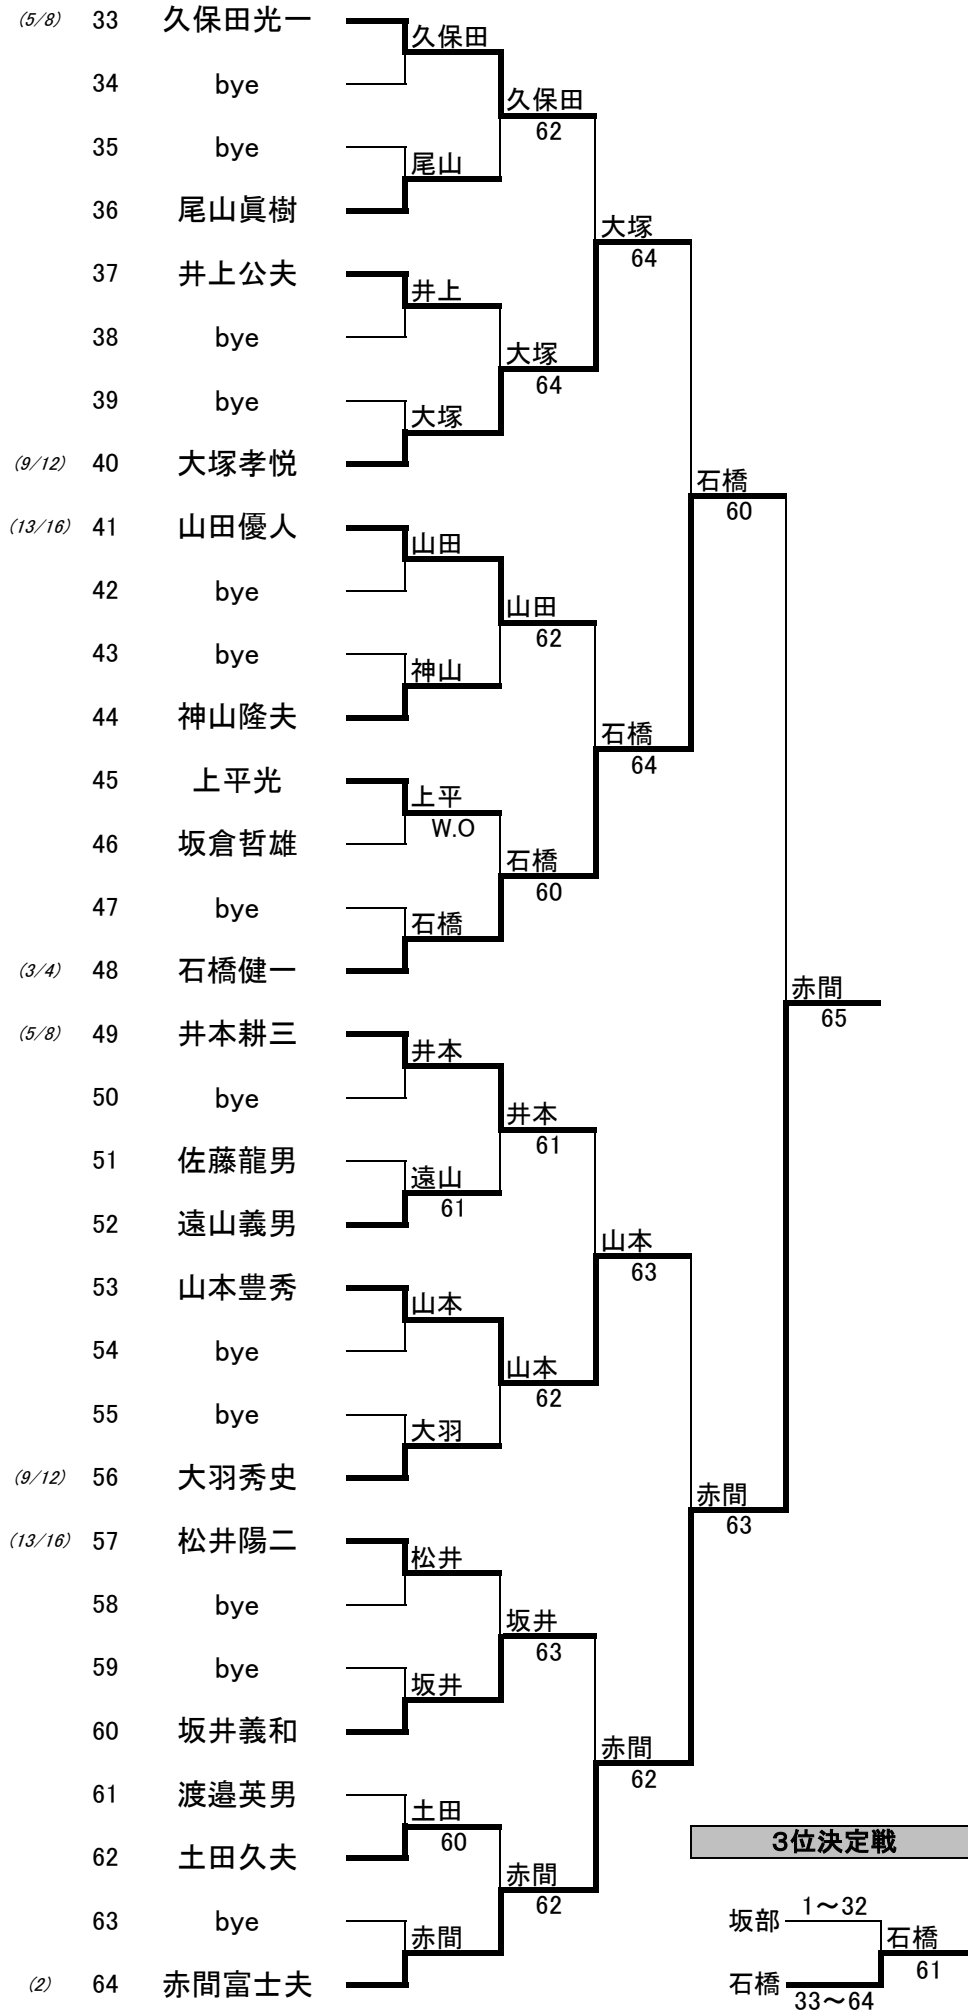 (5/8) 33 久保田光一
久保田
34 bye
久保田
62
35 bye
尾山
36 尾山眞樹
大塚
64
37 井上公夫
井上
38 bye
大塚
64
39 bye
大塚
(9/12) 40 大塚孝悦
石橋
60
(13/16) 41 山田優人
山田
42 bye
山田
62
43 bye
神山
44 神山隆夫
石橋
64
45 上平光
上平
W.O
46 坂倉哲雄
石橋
60
47 bye
石橋
(3/4) 48 石橋健一
赤間
65
(5/8) 49 井本耕三
井本
50 bye
井本
61
51 佐藤龍男
遠山
61
52 遠山義男
山本
63
53 山本豊秀
山本
54 bye
山本
62
55 bye
大羽
(9/12) 56 大羽秀史
赤間
63
(13/16) 57 松井陽二
松井
58 bye
坂井
63
59 bye
坂井
60 坂井義和
赤間
62
61 渡邉英男
土田
60
62 土田久夫
赤間
62
63 bye
赤間
(2) 64 赤間富士夫
3位決定戦
坂部 1～32
石橋
61
石橋 33～64